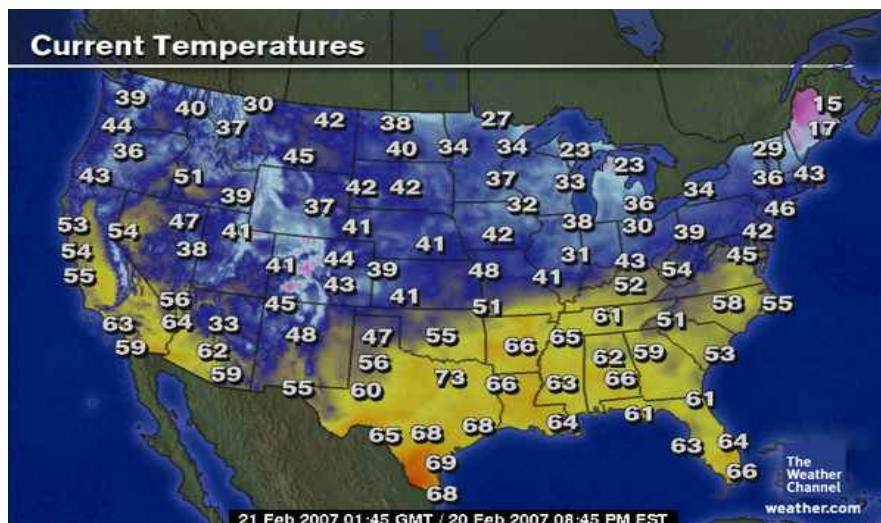 Current Temperatures
39 40 30 42 38 27 15
44 37 17
36 45 40 34 34 23 29
43 51 39 42 42 37 33 23 36 43
37 32 36 34
53 54 47 41 41 38 30 46
54 38 41 42 39 42
55 41 44 39 48 31 43 54 45
43 41 41 52
56 45 51 58 55
63 64 33 48 47 55 61 51
59 62 56 66 65 62 59 53
59 55 60 73 66 63 66
61
65 68 68 64 61
69 63 64
68 66
The
Weather
Channel
weather.com
21 Feb 2007 01:45 GMT / 20 Feb 2007 08:45 PM EST